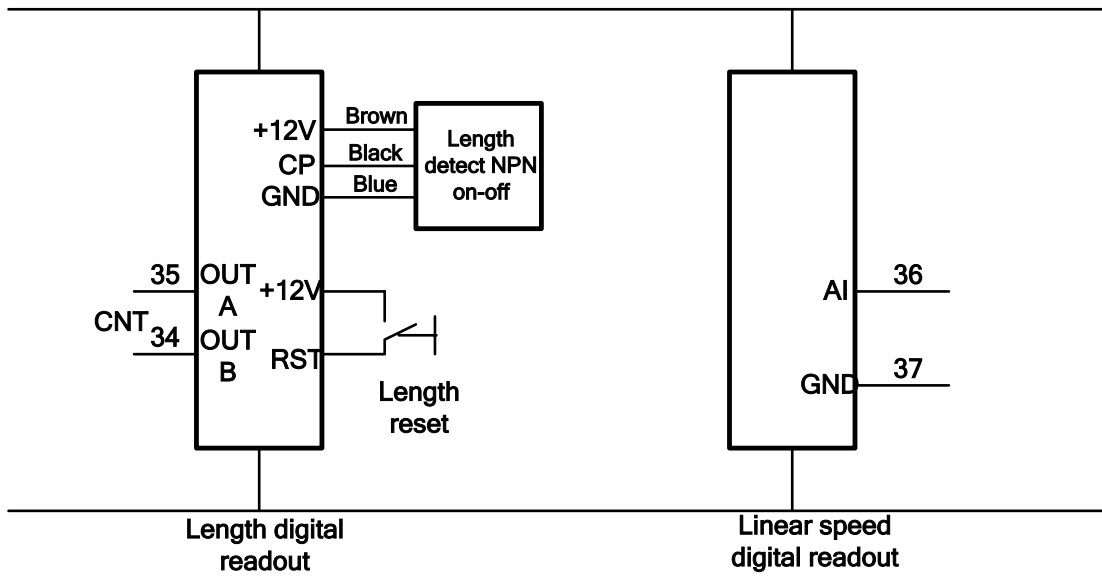 +12V
Brown
CP
Black
GND
Blue
Length
detect NPN
on-off
35
OUT
A
+12V
CNT
34
OUT
B
RST
Length
reset
AI
36
GND
37
Length digital
readout
Linear speed
digital readout